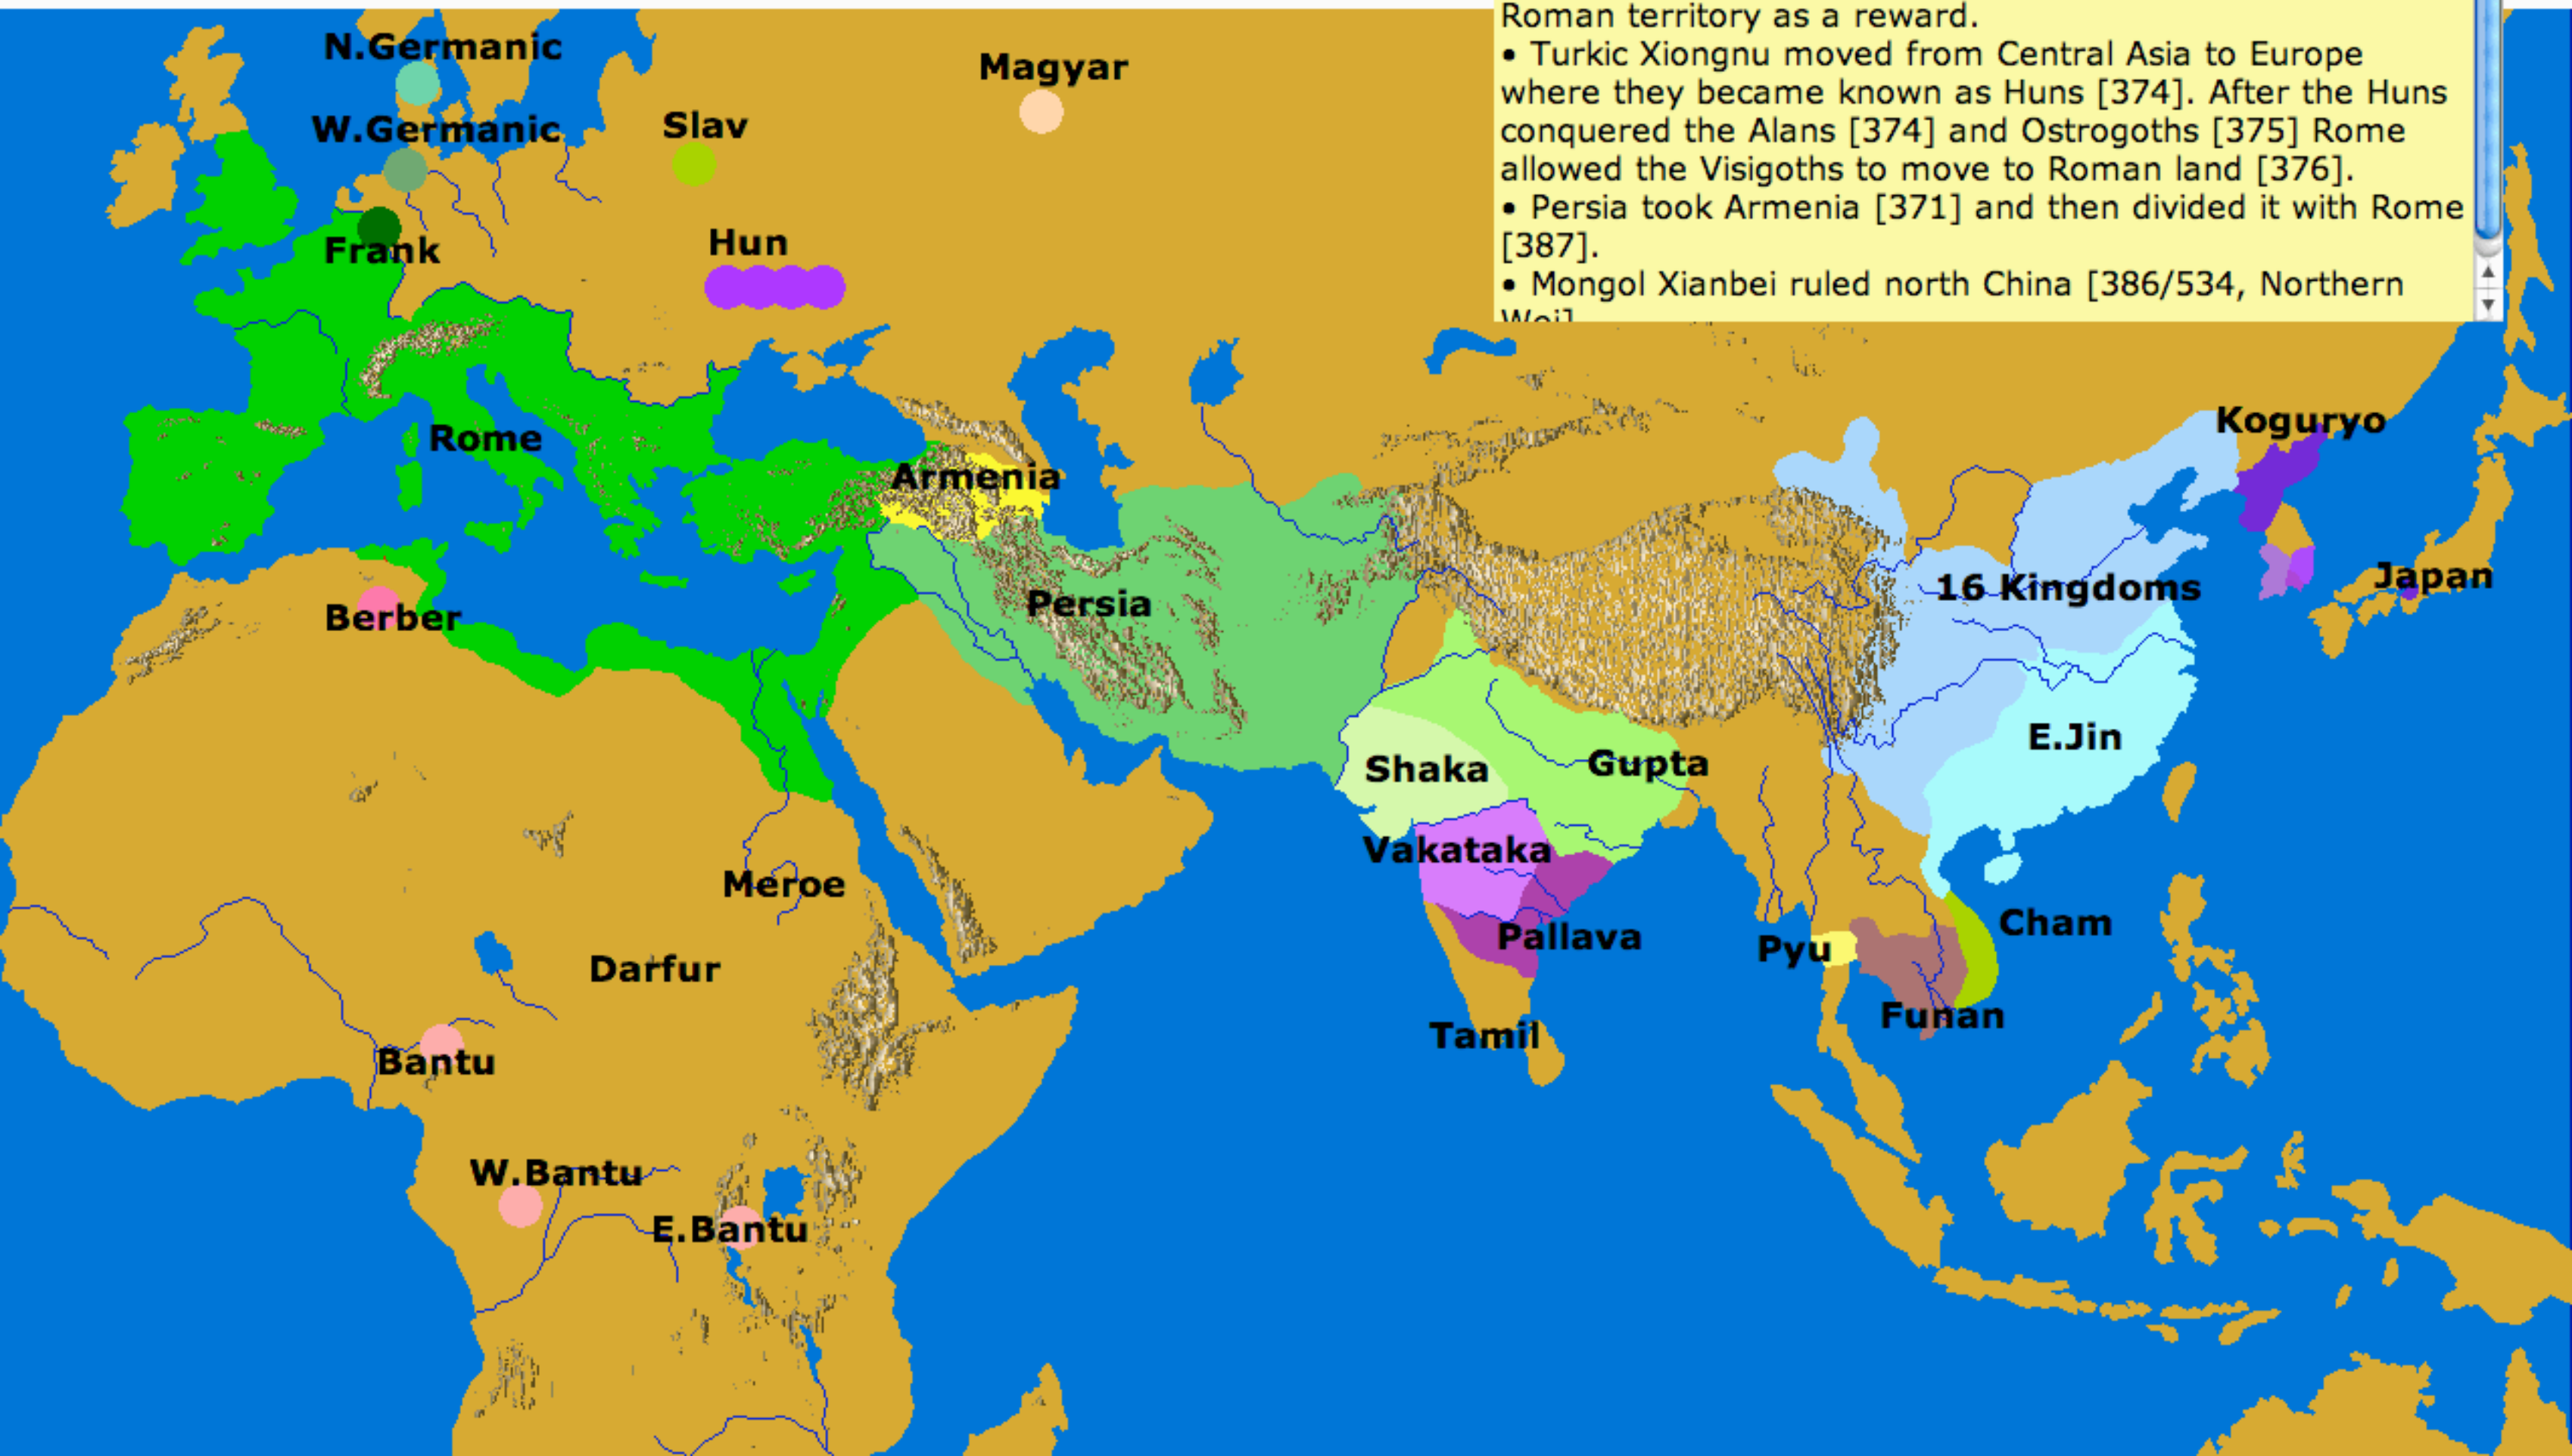 Roman territory as a reward.
• Turkic Xiongnu moved from Central Asia to Europe
where they became known as Huns [374]. After the Huns
conquered the Alans [374] and Ostrogoths [375] Rome
allowed the Visigoths to move to Roman land [376].
• Persia took Armenia [371] and then divided it with Rome
[387].
• Mongol Xianbei ruled north China [386/534, Northern
Wei]
N.Germanic
Magyar
W.Germanic
Slav
Frank
Hun
Koguryo
Rome
Armenia
16 Kingdoms
Japan
Persia
Berber
E.Jin
Shaka
Gupta
Vakataka
Meroe
Cham
Pallava
Pyu
Darfur
Funan
Tamil
Bantu
W.Bantu
E.Bantu